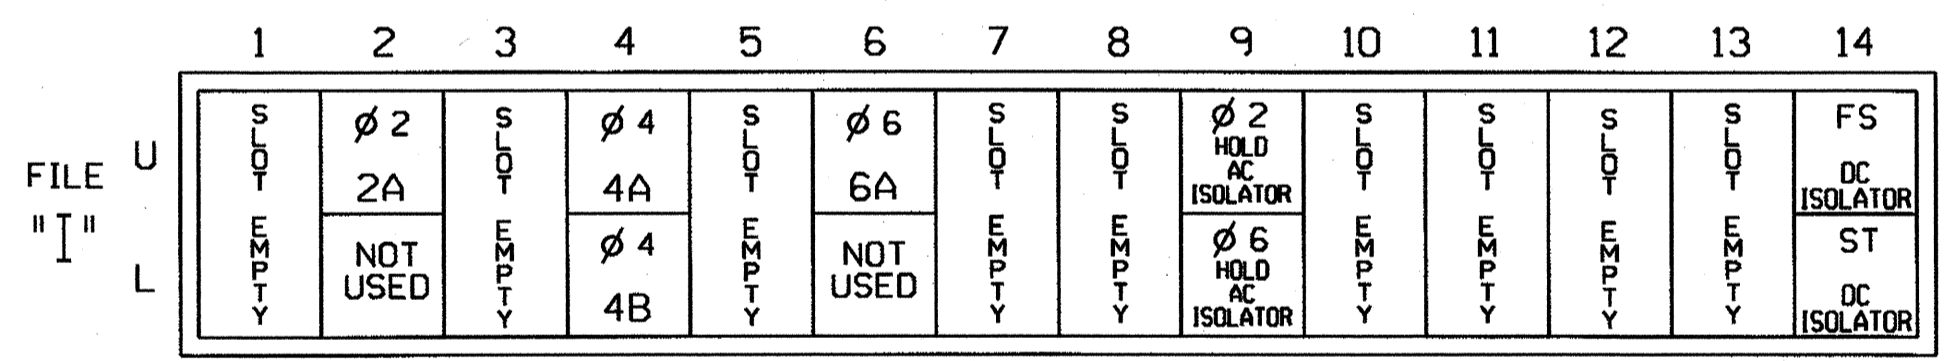 1 2 3 4 5 6 7 8 9 10 11 12 13 14
FILE
"I"
U
L
SLOT EMPTY
Ø 2
2A
NOT
USED
SLOT EMPTY
Ø 4
4A
Ø 4
4B
SLOT EMPTY
Ø 6
6A
NOT
USED
SLOT EMPTY
SLOT EMPTY
Ø 2
HOLD
AC
ISOLATOR
Ø 6
HOLD
AC
ISOLATOR
SLOT EMPTY
SLOT EMPTY
SLOT EMPTY
SLOT EMPTY
FS
DC
ISOLATOR
ST
DC
ISOLATOR